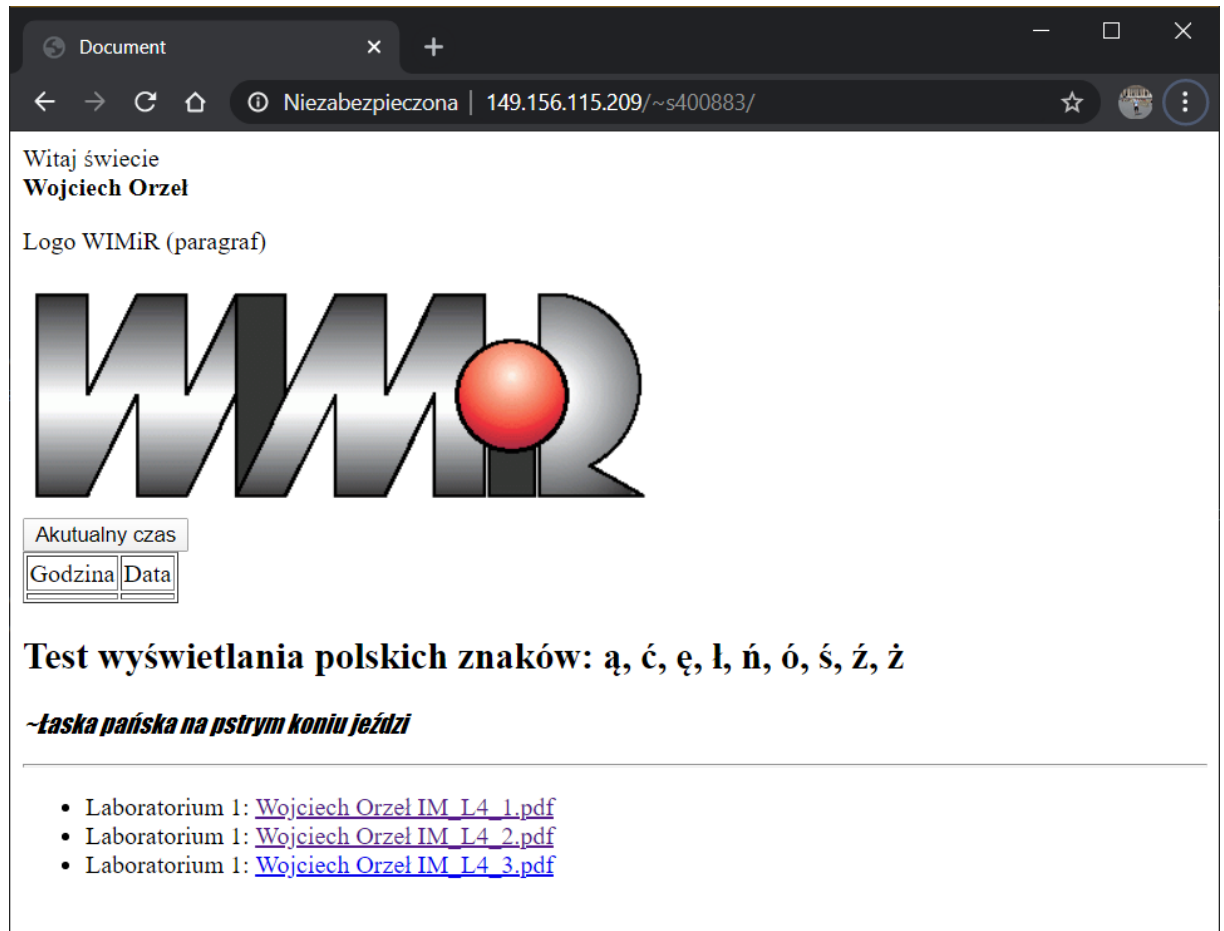 Document
Niezabezpieczona | 149.156.115.209/~s400883/
Witaj świecie
Wojciech Orzeł
Logo WIMiR (paragraf)
WIMiR
Akutualny czas
Godzina Data
Test wyświetlania polskich znaków: ą, ć, ę, ł, ń, ó, ś, ź, ż
~Łaska pańska na pstrym koniu jeździ
• Laboratorium 1: Wojciech Orzeł IM_L4_1.pdf
• Laboratorium 1: Wojciech Orzeł IM_L4_2.pdf
• Laboratorium 1: Wojciech Orzeł IM_L4_3.pdf